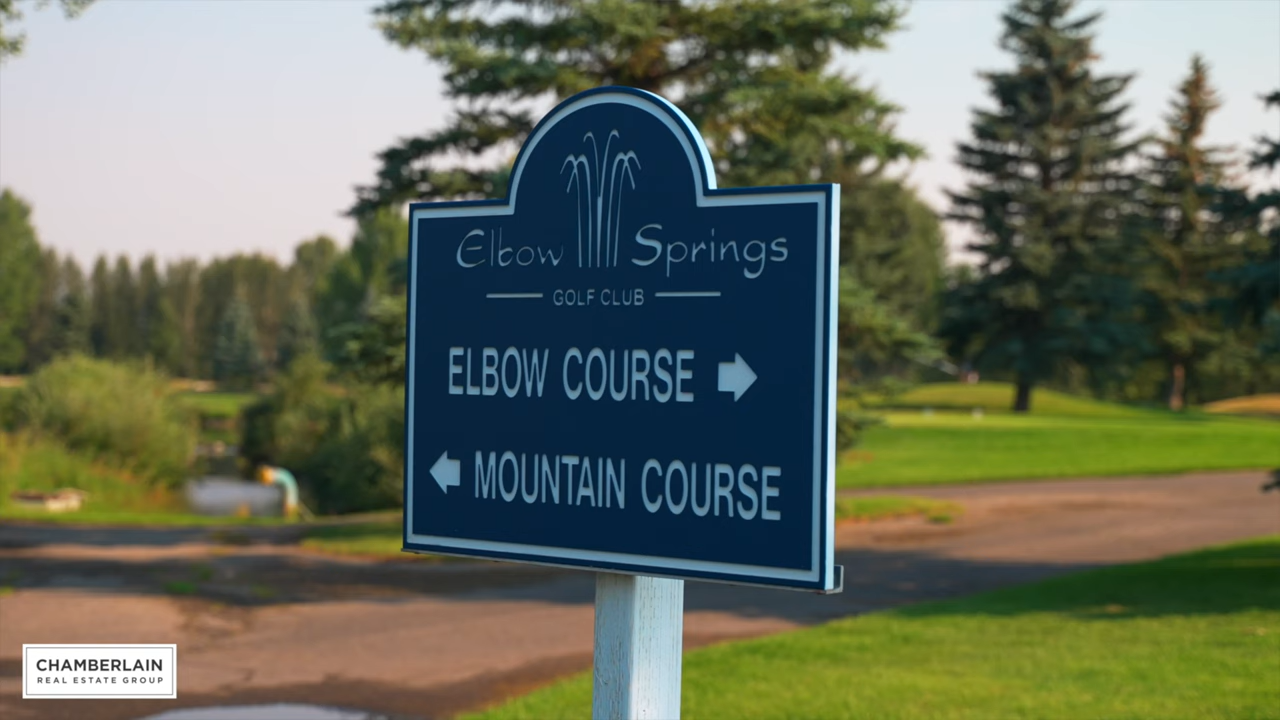 Elbow Springs
GOLF CLUB
ELBOW COURSE
MOUNTAIN COURSE
CHAMBERLAIN
REAL ESTATE GROUP